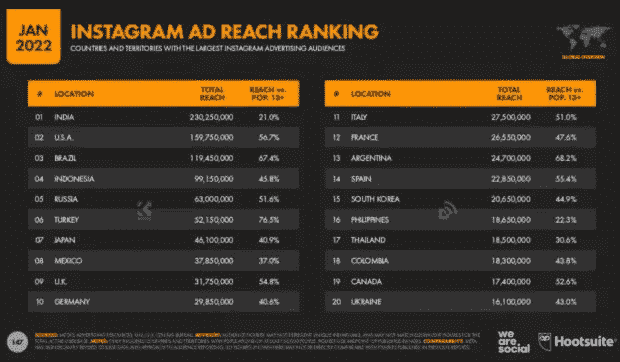 JAN
2022
INSTAGRAM AD REACH RANKING
COUNTRIES AND TERRITORIES WITH THE LARGEST INSTAGRAM ADVERTISING AUDIENCES
GLOBAL OVERVIEW
# LOCATION TOTAL REACH REACH vs. POP. 13+
01 INDIA 230,250,000 21.0%
02 U.S.A. 159,750,000 56.7%
03 BRAZIL 119,450,000 67.4%
04 INDONESIA 99,150,000 45.8%
05 RUSSIA 63,000,000 51.6%
06 TURKEY 52,150,000 76.5%
07 JAPAN 46,100,000 40.9%
08 MEXICO 37,850,000 37.0%
09 U.K. 31,750,000 54.8%
10 GERMANY 29,850,000 40.6%
# LOCATION TOTAL REACH REACH vs. POP. 13+
11 ITALY 27,500,000 51.0%
12 FRANCE 26,550,000 47.6%
13 ARGENTINA 24,700,000 68.2%
14 SPAIN 22,850,000 55.4%
15 SOUTH KOREA 20,650,000 44.9%
16 PHILIPPINES 18,650,000 22.3%
17 THAILAND 18,500,000 30.6%
18 COLOMBIA 18,300,000 43.8%
19 CANADA 17,400,000 52.6%
20 UKRAINE 16,100,000 43.0%
147
we are social
Hootsuite